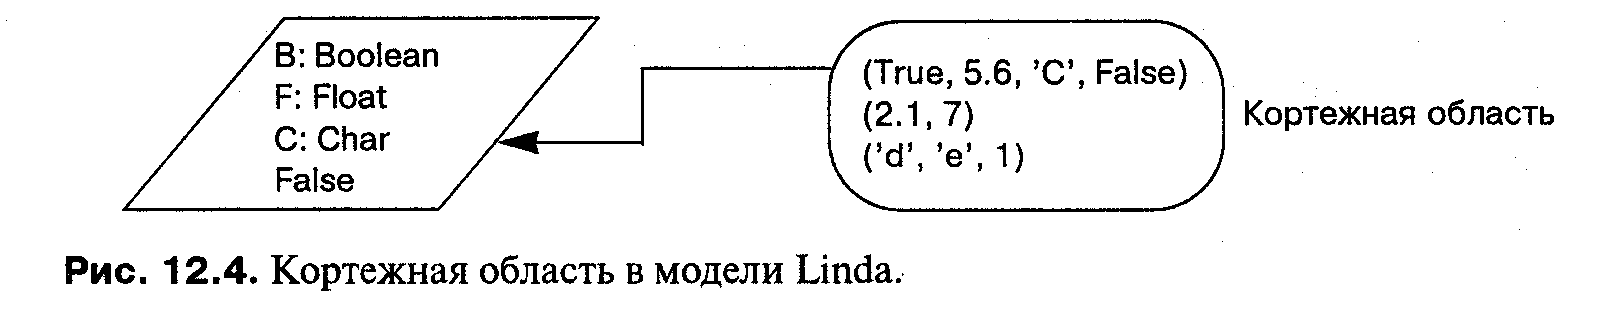 B: Boolean
F: Float
C: Char
False
(True, 5.6, 'C', False)
(2.1, 7)
('d', 'e', 1)
Кортежная область
Рис. 12.4. Кортежная область в модели Linda.